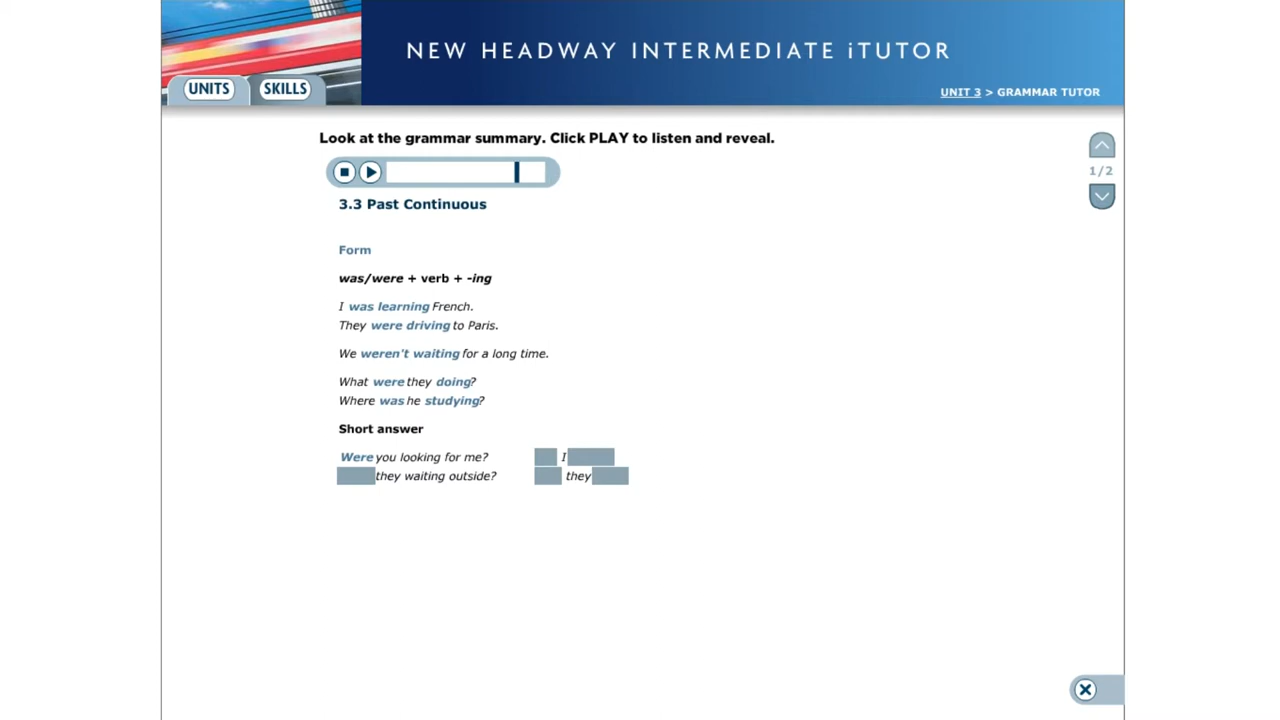 NEW HEADWAY INTERMEDIATE iTUTOR
UNITS SKILLS
UNIT 3 > GRAMMAR TUTOR
Look at the grammar summary. Click PLAY to listen and reveal.
1/2
3.3 Past Continuous
Form
was/were + verb + -ing
I was learning French.
They were driving to Paris.
We weren't waiting for a long time.
What were they doing?
Where was he studying?
Short answer
Were you looking for me? I
they waiting outside? they